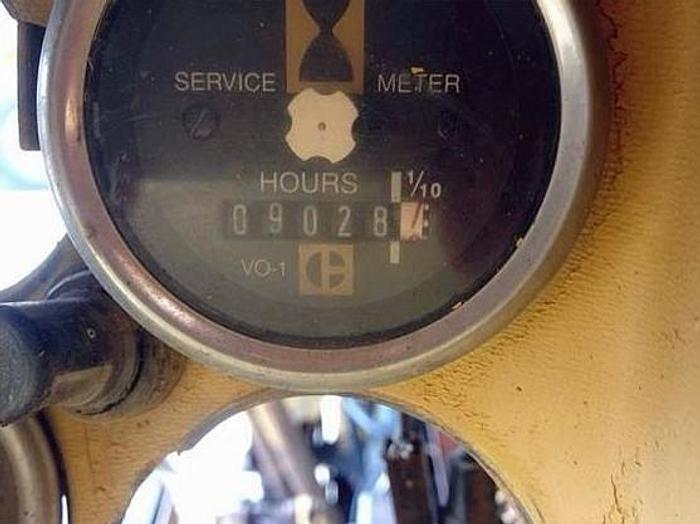 SERVICE METER
HOURS 1/10
09028
VO-1